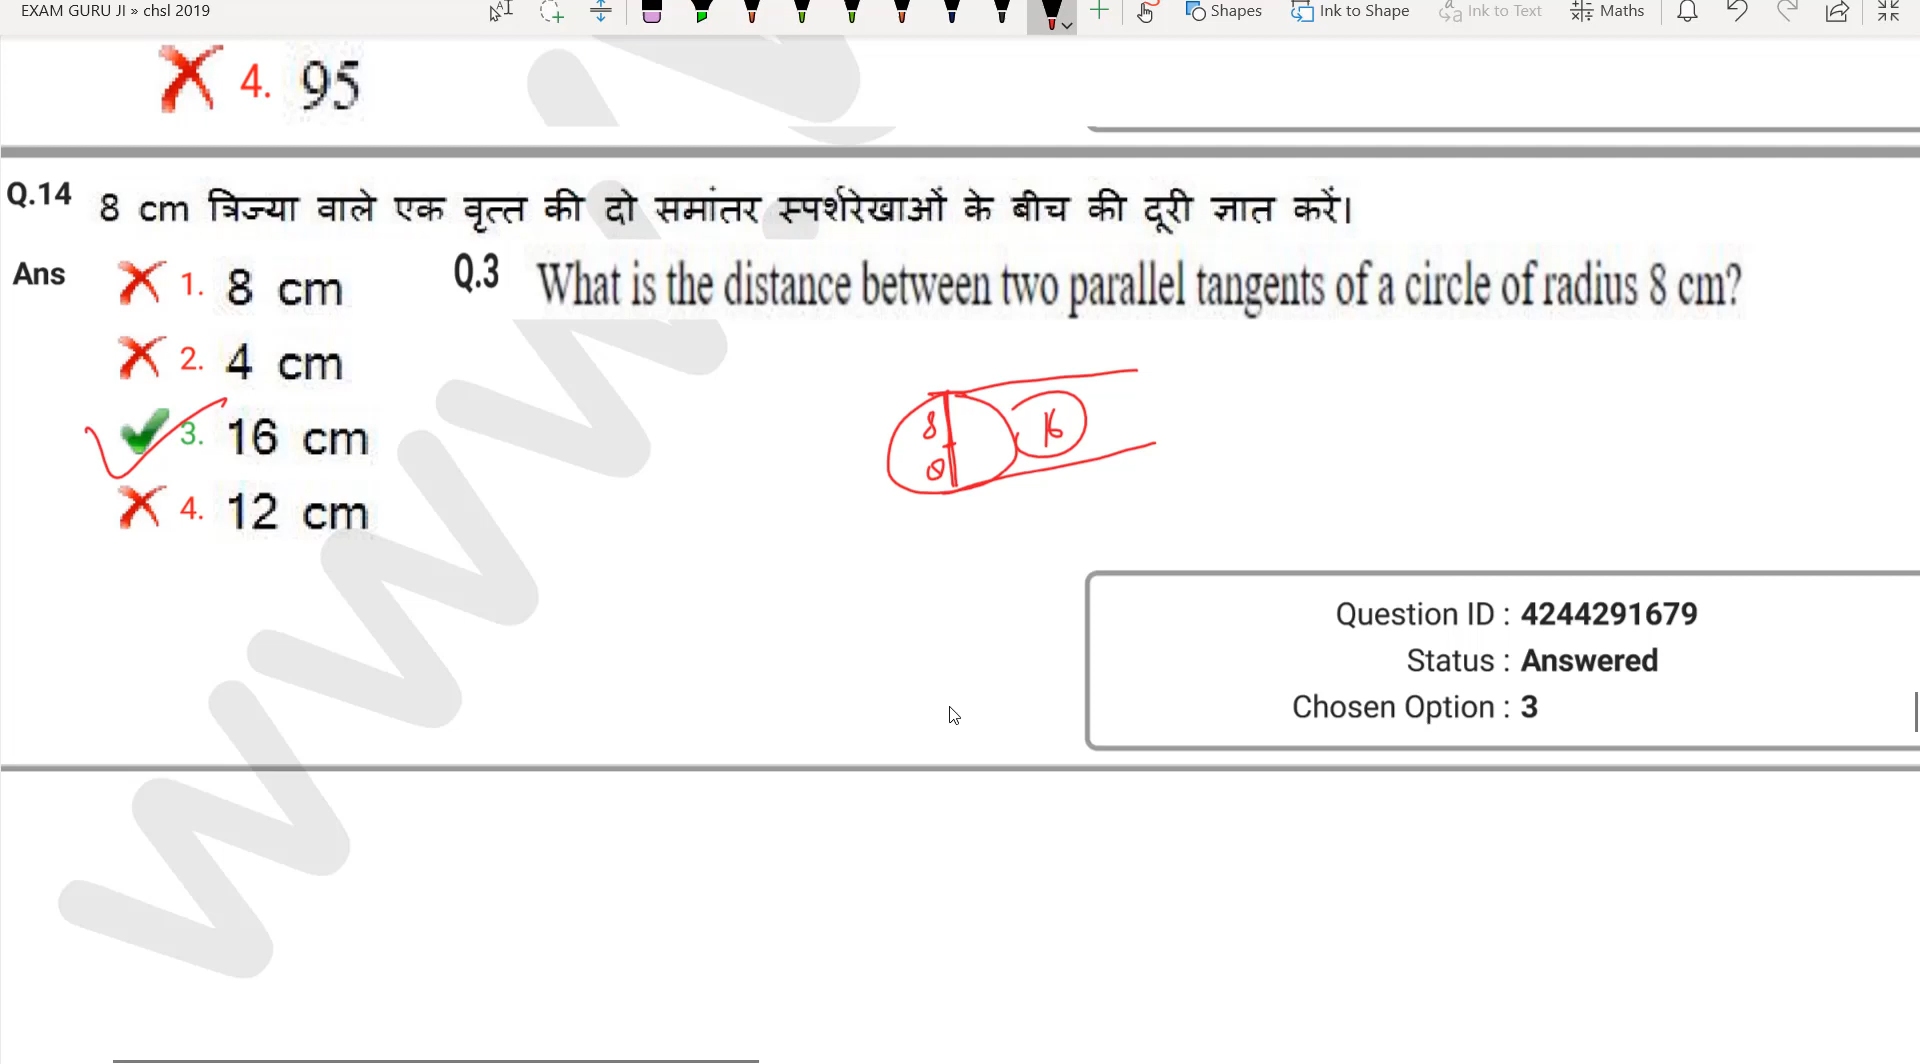 EXAM GURU JI » chsl 2019
Shapes Ink to Shape Ink to Text Maths
4. 95
Q.14 8 cm त्रिज्या वाले एक वृत्त की दो समांतर स्पर्शरेखाओं के बीच की दूरी ज्ञात करें।
Q.3 What is the distance between two parallel tangents of a circle of radius 8 cm?
Ans 1. 8 cm
2. 4 cm
3. 16 cm
4. 12 cm
8
8
16
Question ID : 4244291679
Status : Answered
Chosen Option : 3
www.